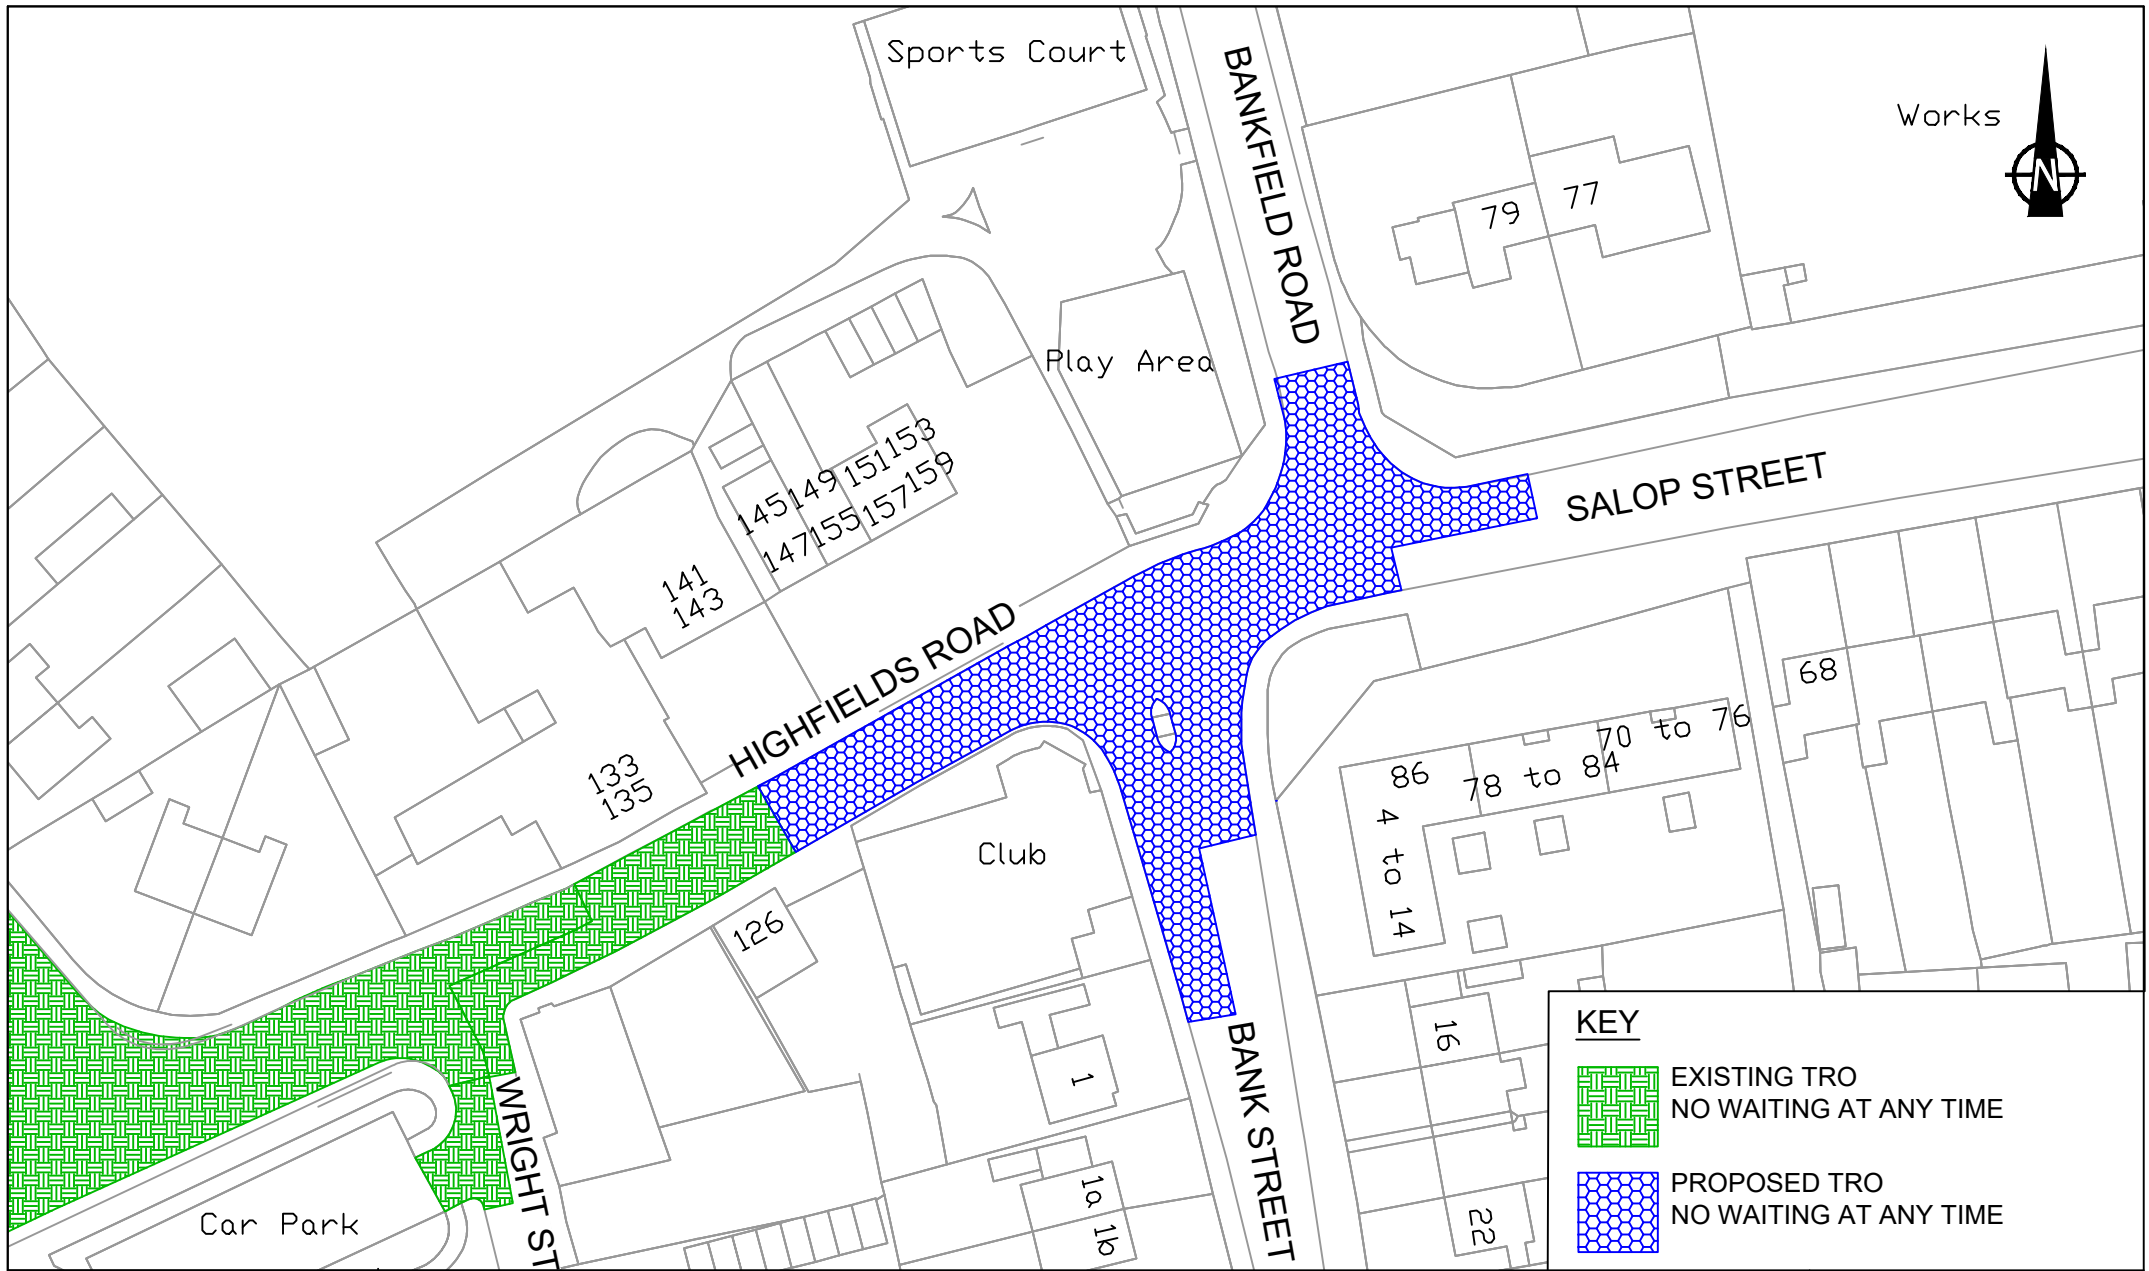 Sports Court
BANKFIELD ROAD
Works
N
79
77
Play Area
SALOP STREET
145
149
151
153
147
155
157
159
141
143
HIGHFIELDS ROAD
133
135
68
70 to 76
78 to 84
86
4 to 14
Club
126
1
16
BANK STREET
WRIGHT ST
1a
1b
22
Car Park
KEY
EXISTING TRO
NO WAITING AT ANY TIME
PROPOSED TRO
NO WAITING AT ANY TIME